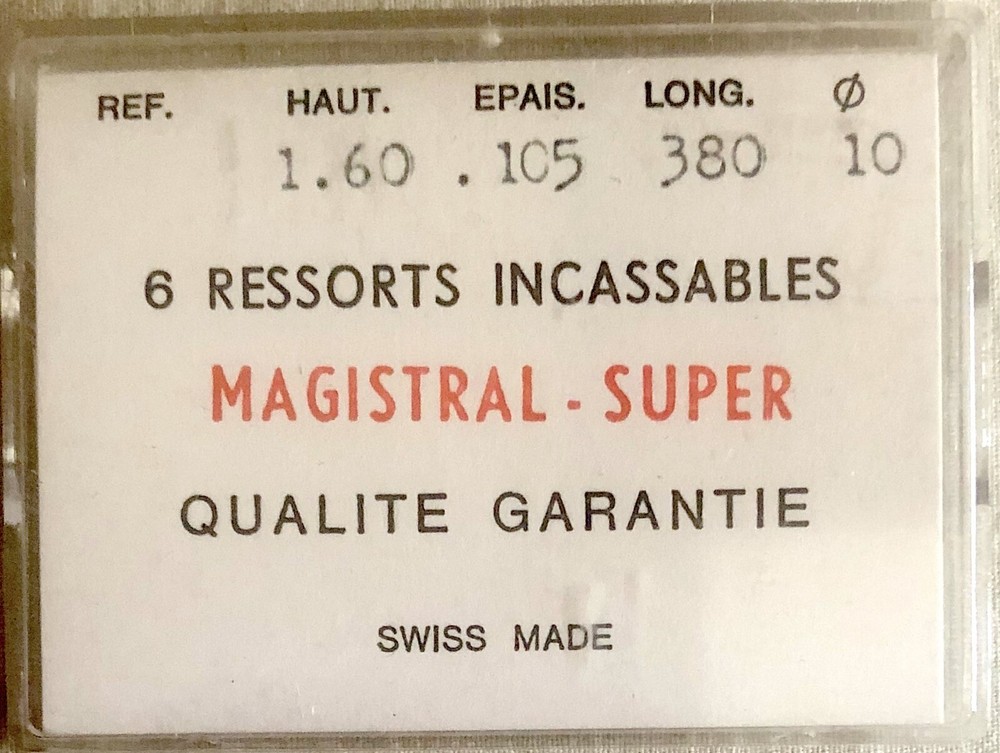 REF. HAUT. EPAIS. LONG. Ø
1.60 .105 380 10
6 RESSORTS INCASSABLES
MAGISTRAL - SUPER
QUALITE GARANTIE
SWISS MADE